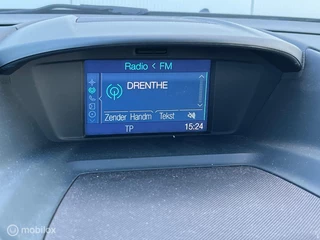 Radio < FM
DRENTHE
Zender Handm Tekst
TP 15:24
mobilox